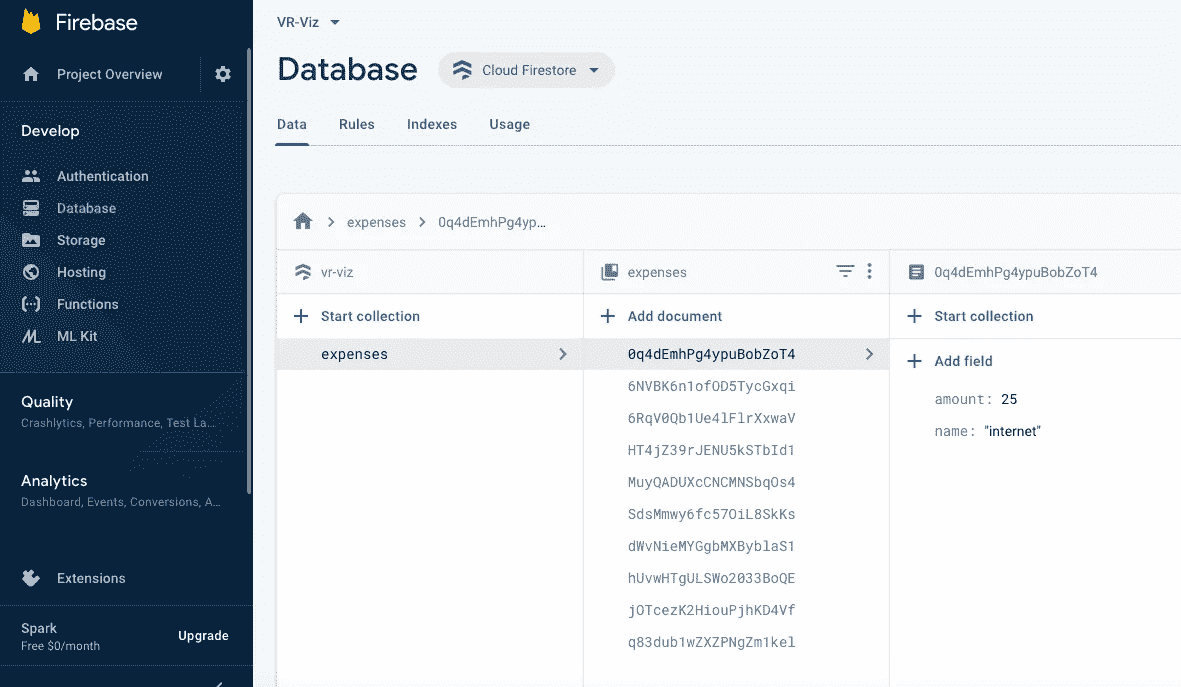 Firebase
Project Overview
Develop
Authentication
Database
Storage
Hosting
Functions
ML Kit
Quality
Crashlytics, Performance, Test La...
Analytics
Dashboard, Events, Conversions, A...
Extensions
Spark
Free $0/month
Upgrade
VR-Viz
Database
Cloud Firestore
Data Rules Indexes Usage
expenses
0q4dEmhPg4yp...
vr-viz
Start collection
expenses
expenses
Add document
0q4dEmhPg4ypuBobZoT4
6NVBK6n1ofOD5TycGxqi
6RqV0Qb1Ue4lFlrXxwaV
HT4jZ39rJENU5kSTbId1
MuyQADUXcCNCMNSbqOs4
SdsMmwy6fc57OiL8SkKs
dWvNieMYGgbMXByblaS1
hUvwHTgULSWo2033BoQE
jOTcezK2HiouPjhKD4Vf
q83dub1wZXZPNgZm1kel
0q4dEmhPg4ypuBobZoT4
Start collection
Add field
amount: 25
name: "internet"